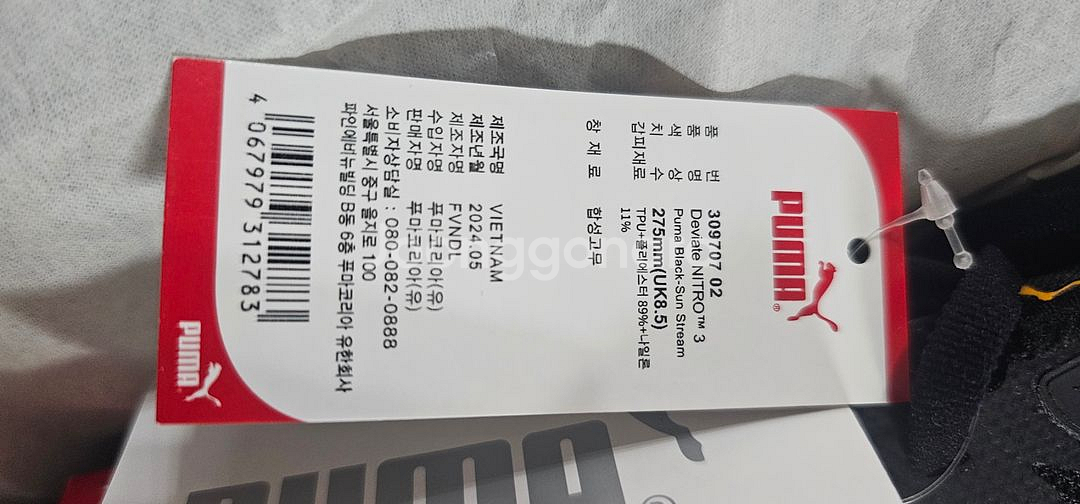 PUMA
품 번 309707 02
품 명 Deviate NITRO™ 3
색 상 Puma Black-Sun Stream
치 수 275mm(UK8.5)
갑피재료 TPU+폴리에스터 89%+나일론
11%
창 재 료 합성고무
제조국명 VIETNAM
제조년월 2024.05
제조자명 FVNDL
수입자명 푸마코리아(유)
판매자명 푸마코리아(유)
소비자상담실 : 080-082-0888
서울특별시 중구 을지로 100
파인에비뉴빌딩 B동 6층 푸마코리아 유한회사
4 067979 312783
PUMA
PUMA